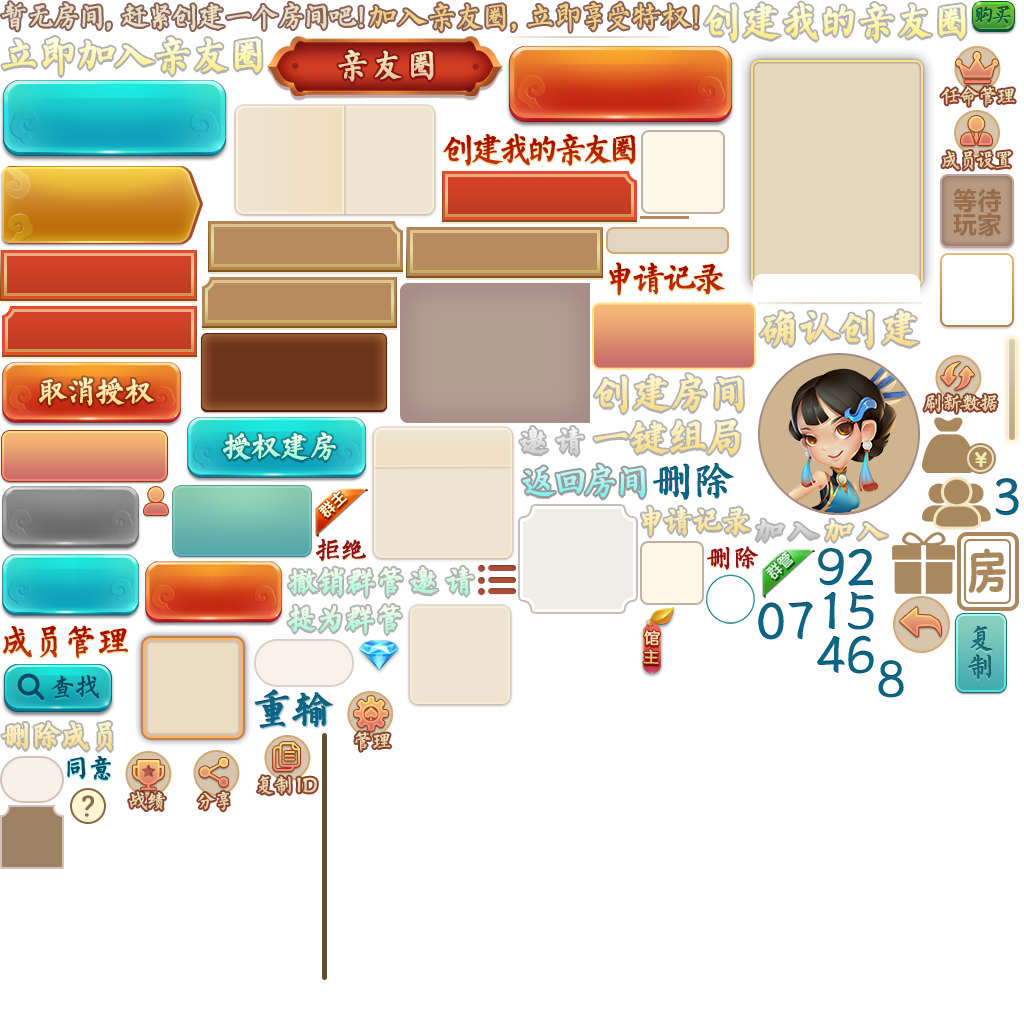 暂无房间,赶紧创建一个房间吧!
加入亲友圈,立即享受特权!
创建我的亲友圈
购买
立即加入亲友圈
亲友圈
任命管理
创建我的亲友圈
成员设置
等待
玩家
申请记录
确认创建
取消授权
创建房间
刷新数据
授权建房
邀请
一键组局
¥
返回房间
删除
3
群主
申请记录
加入
加入
拒绝
删除
群管
92
房
撤销群管
邀请
07
15
提为群管
成员管理
馆主
46
复制
查找
8
重输
删除成员
管理
同意
战绩
分享
复制ID
?